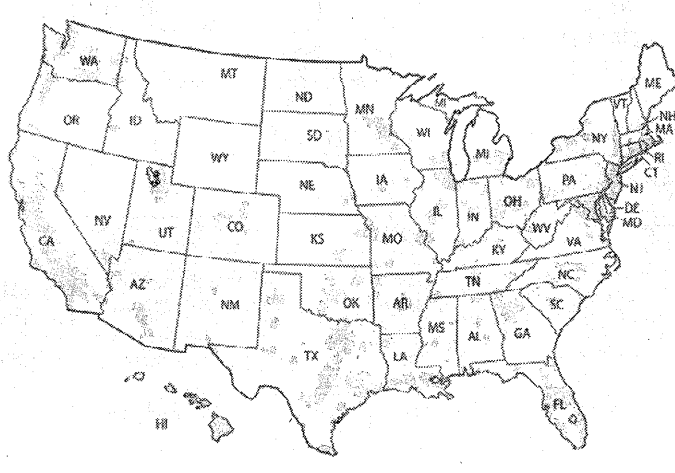 WA
MT
ME
ND
VT
MN
OR
ID
MI
NH
MA
SD
WI
NY
WY
MI
RI
CT
IA
PA
NE
NJ
OH
IL
IN
DE
NV
MD
UT
CO
WV
CA
KS
MO
VA
KY
NC
TN
AZ
OK
AR
NM
SC
MS
AL
GA
TX
LA
FL
HI